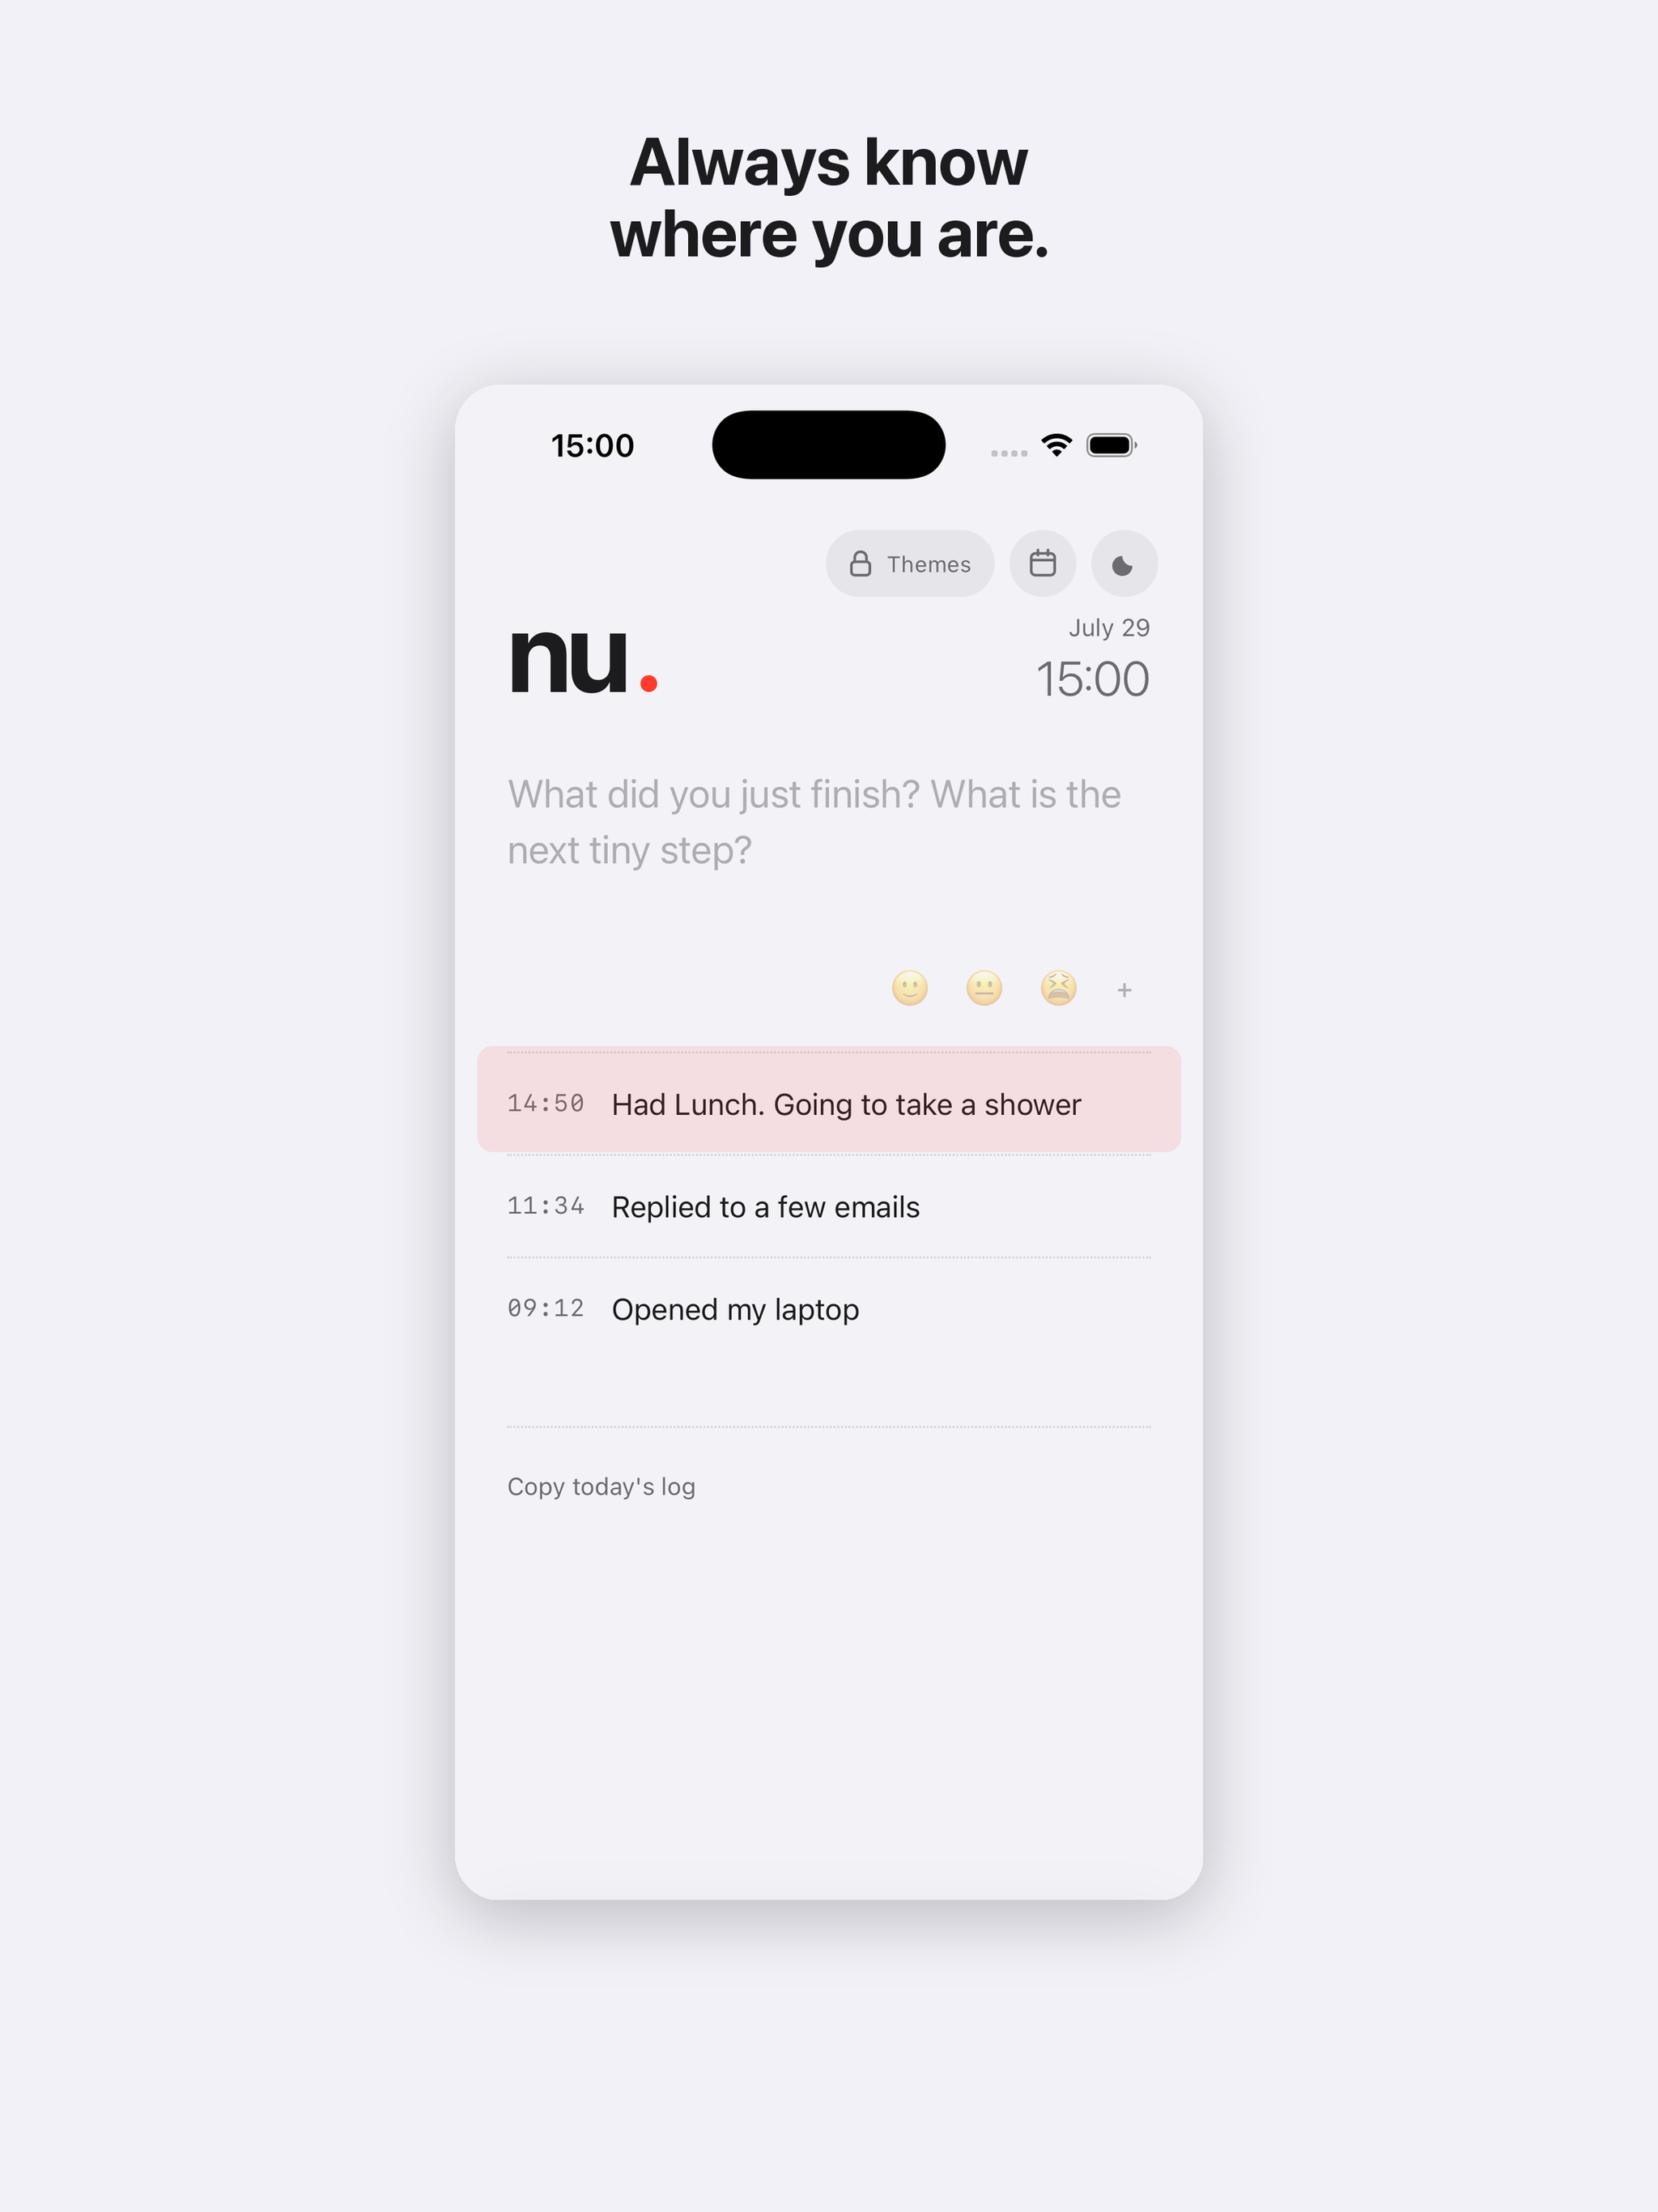 Always know
where you are.
15:00
Themes
July 29
nu.
15:00
What did you just finish? What is the
next tiny step?
+
14:50 Had Lunch. Going to take a shower
11:34 Replied to a few emails
09:12 Opened my laptop
Copy today's log